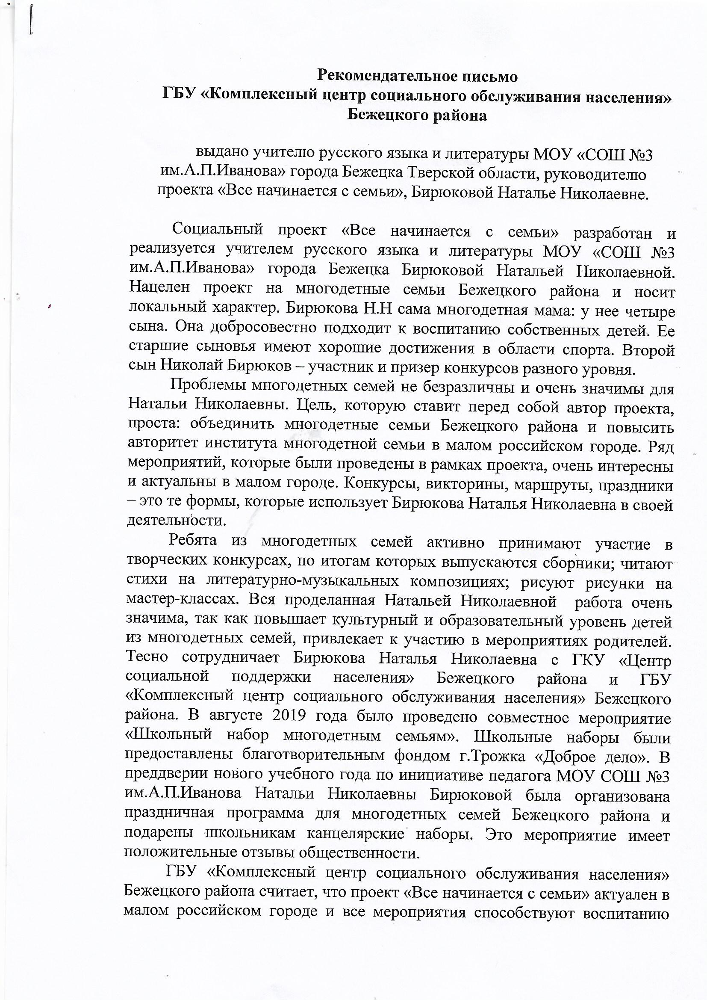 Рекомендательное письмо
ГБУ «Комплексный центр социального обслуживания населения»
Бежецкого района
выдано учителю русского языка и литературы МОУ «СОШ №3
им.А.П.Иванова» города Бежецка Тверской области, руководителю
проекта «Все начинается с семьи», Бирюковой Наталье Николаевне.
Социальный проект «Все начинается с семьи» разработан и
реализуется учителем русского языка и литературы МОУ «СОШ №3
им.А.П.Иванова» города Бежецка Бирюковой Натальей Николаевной.
Нацелен проект на многодетные семьи Бежецкого района и носит
локальный характер. Бирюкова Н.Н сама многодетная мама: у нее четыре
сына. Она добросовестно подходит к воспитанию собственных детей. Ее
старшие сыновья имеют хорошие достижения в области спорта. Второй
сын Николай Бирюков – участник и призер конкурсов разного уровня.
Проблемы многодетных семей не безразличны и очень значимы для
Натальи Николаевны. Цель, которую ставит перед собой автор проекта,
проста: объединить многодетные семьи Бежецкого района и повысить
авторитет института многодетной семьи в малом российском городе. Ряд
мероприятий, которые были проведены в рамках проекта, очень интересны
и актуальны в малом городе. Конкурсы, викторины, маршруты, праздники
– это те формы, которые использует Бирюкова Наталья Николаевна в своей
деятельности.
Ребята из многодетных семей активно принимают участие в
творческих конкурсах, по итогам которых выпускаются сборники; читают
стихи на литературно-музыкальных композициях; рисуют рисунки на
мастер-классах. Вся проделанная Натальей Николаевной работа очень
значима, так как повышает культурный и образовательный уровень детей
из многодетных семей, привлекает к участию в мероприятиях родителей.
Тесно сотрудничает Бирюкова Наталья Николаевна с ГКУ «Центр
социальной поддержки населения» Бежецкого района и ГБУ
«Комплексный центр социального обслуживания населения» Бежецкого
района. В августе 2019 года было проведено совместное мероприятие
«Школьный набор многодетным семьям». Школьные наборы были
предоставлены благотворительным фондом г.Трожка «Доброе дело». В
преддверии нового учебного года по инициативе педагога МОУ СОШ №3
им.А.П.Иванова Натальи Николаевны Бирюковой была организована
праздничная программа для многодетных семей Бежецкого района и
подарены школьникам канцелярские наборы. Это мероприятие имеет
положительные отзывы общественности.
ГБУ «Комплексный центр социального обслуживания населения»
Бежецкого района считает, что проект «Все начинается с семьи» актуален в
малом российском городе и все мероприятия способствуют воспитанию